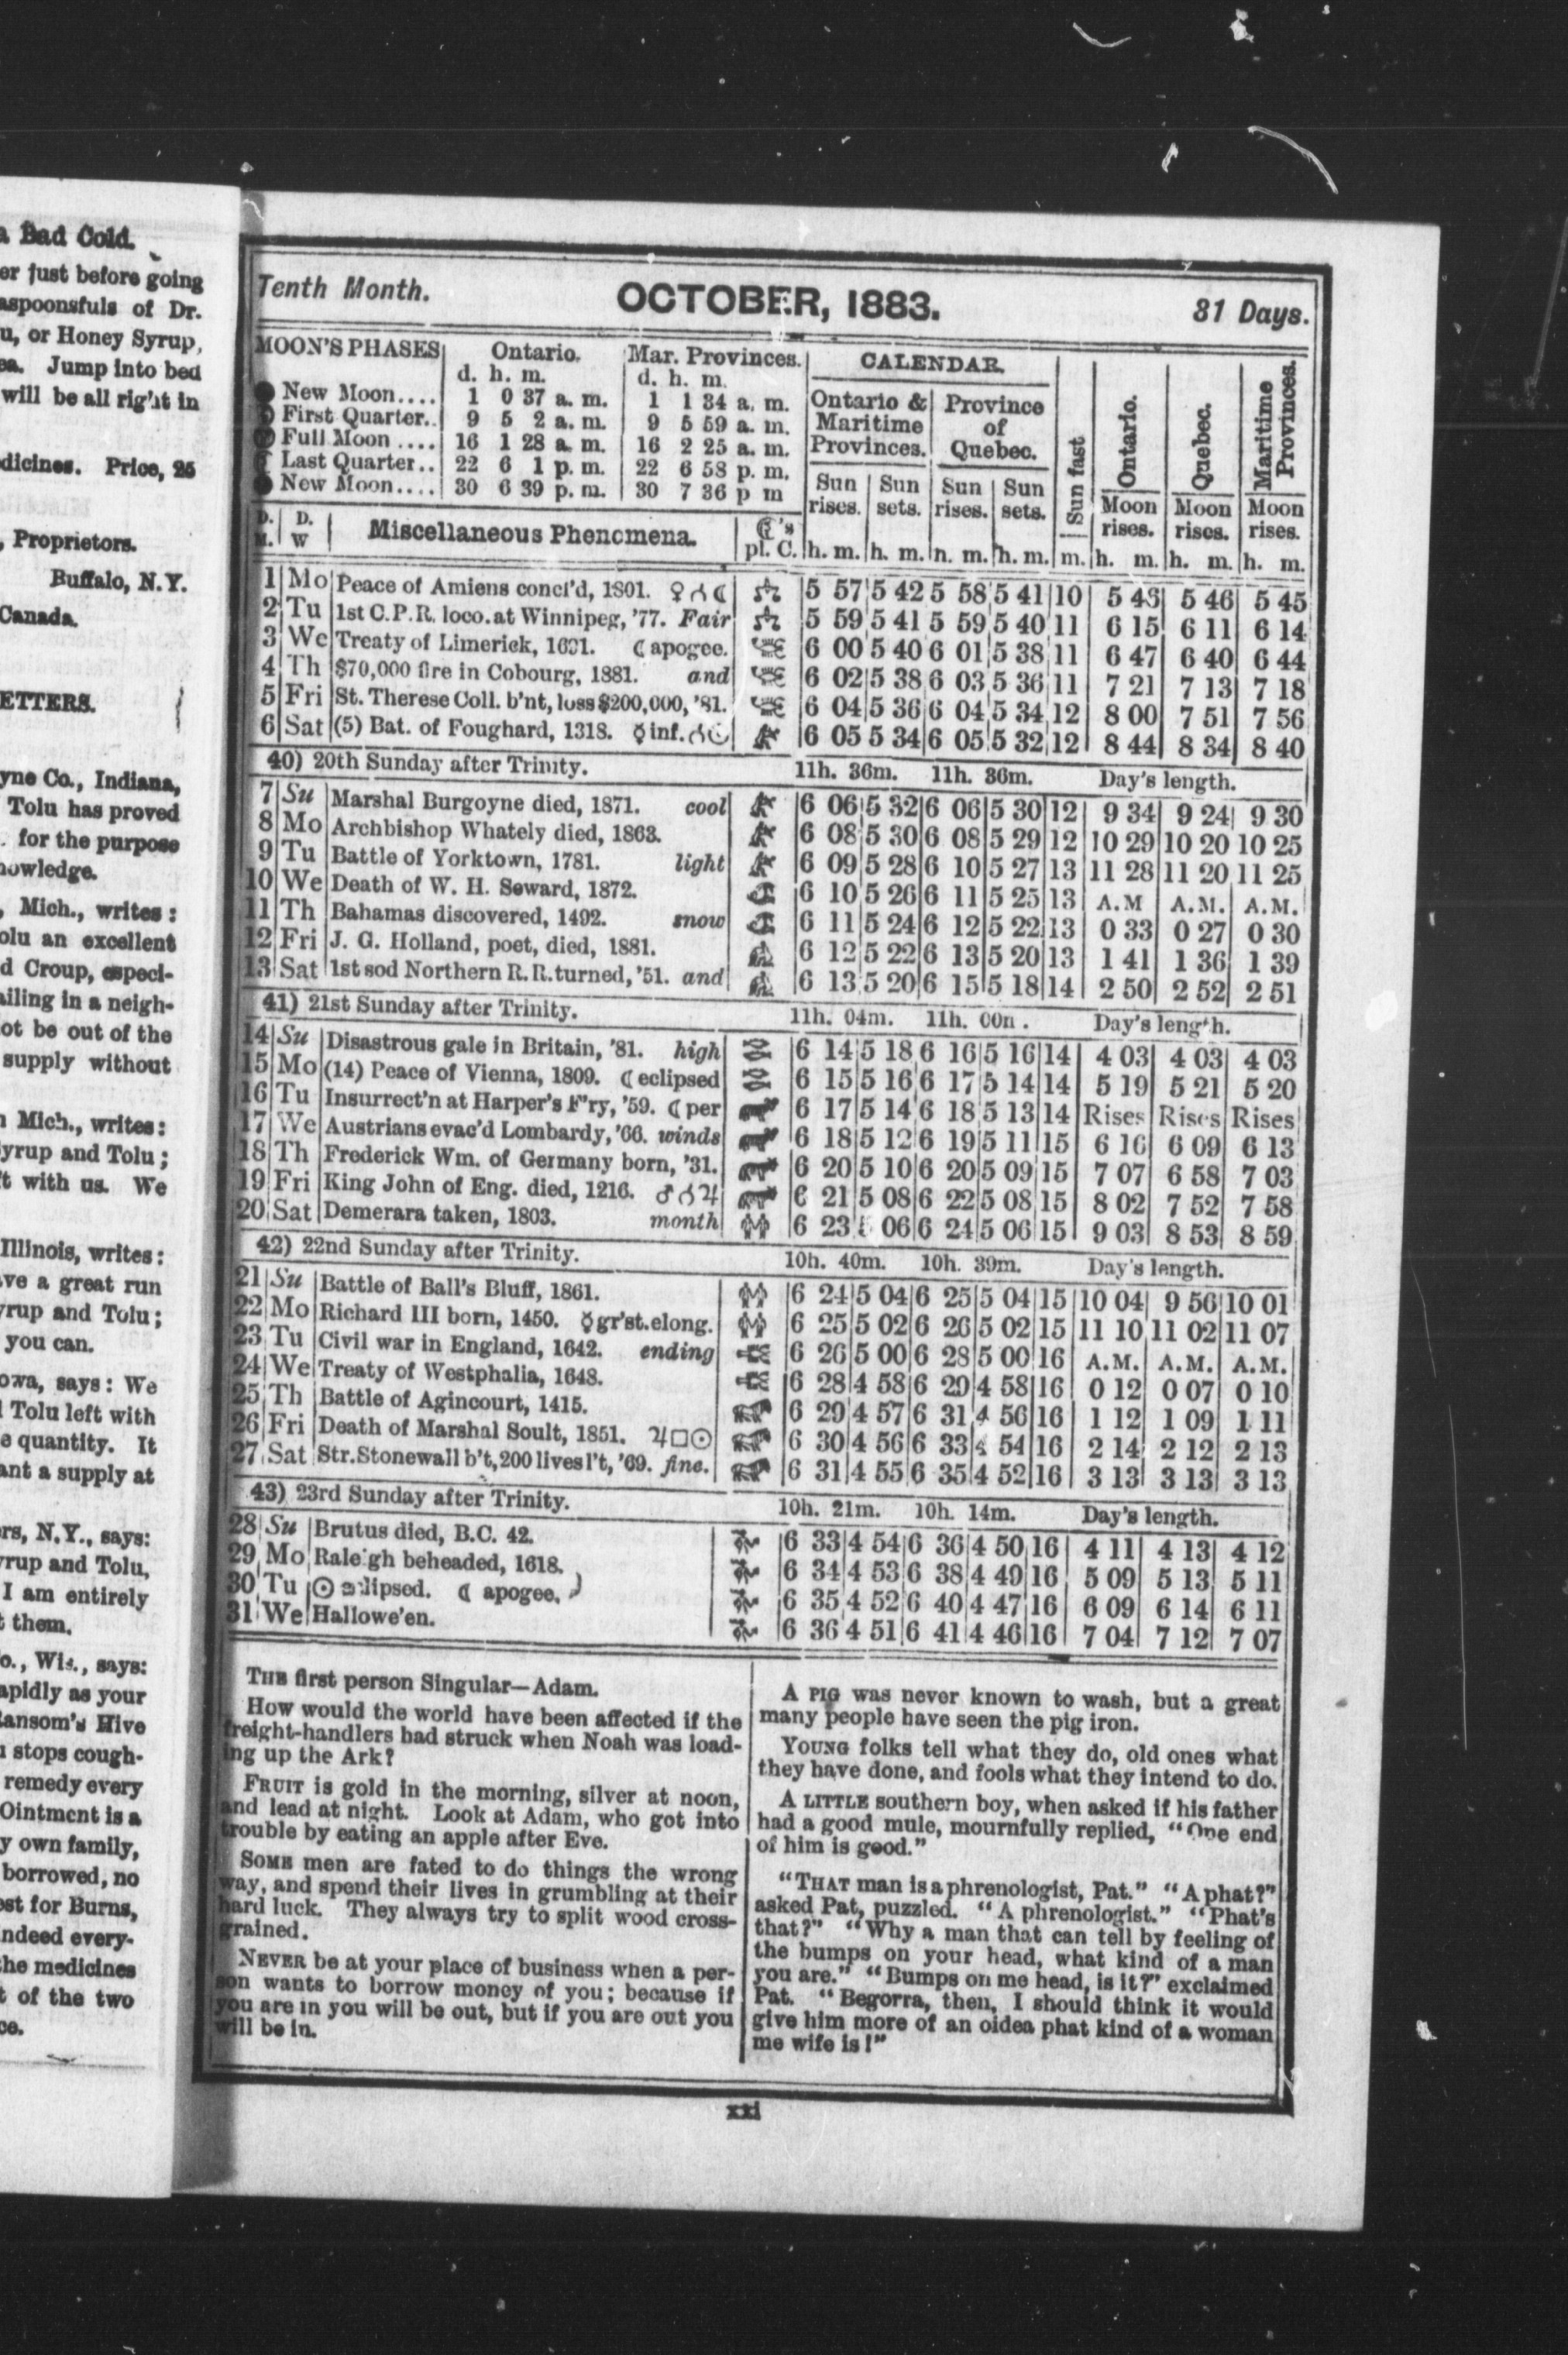 a Bad Cold.
er just before going
aspoonsfuls of Dr.
u, or Honey Syrup,
ea. Jump into bed
will be all right in
edicines. Price, 25
, Proprietors.
Buffalo, N.Y.
Canada.
ETTERS.
yne Co., Indiana,
Tolu has proved
for the purpose
nowledge.
, Mich., writes:
olu an excellent
d Croup, especi-
ailing in a neigh-
ot be out of the
supply without
n Mich., writes:
yrup and Tolu;
't with us. We
Illinois, writes:
ave a great run
yrup and Tolu;
you can.
owa, says: We
l Tolu left with
e quantity. It
ant a supply at
ers, N.Y., says:
yrup and Tolu,
I am entirely
t them.
o., Wis., says:
apidly as your
Ransom's Hive
u stops cough-
remedy every
Ointment is a
y own family,
borrowed, no
est for Burns,
ndeed every-
the medicines
t of the two
ce.
Tenth Month. OCTOBER, 1883. 31 Days.
MOON'S PHASES Ontario. Mar. Provinces. CALENDAR.
d. h. m. d. h. m.
New Moon.... 1 0 37 a. m. 1 1 34 a. m.
First Quarter.. 9 5 2 a. m. 9 5 59 a. m.
Full Moon .... 16 1 28 a. m. 16 2 25 a. m.
Last Quarter.. 22 6 1 p. m. 22 6 58 p. m.
New Moon.... 30 6 39 p. m. 30 7 36 p m
Ontario & Maritime Provinces. Province of Quebec. Sun fast Ontario. Quebec. Maritime Provinces.
Sun rises. Sun sets. Sun rises. Sun sets. Moon rises. Moon rises. Moon rises.
D. M. D. W Miscellaneous Phenomena. ☾'s pl. C. h. m. h. m. h. m. h. m. m. h. m. h. m. h. m.
1 Mo Peace of Amiens concl'd, 1801. ♀☌☾ 5 57 5 42 5 58 5 41 10 5 48 5 46 5 45
2 Tu 1st C.P.R. loco. at Winnipeg, '77. Fair 5 59 5 41 5 59 5 40 11 6 15 6 11 6 14
3 We Treaty of Limerick, 1691. ☾ apogee. 6 00 5 40 6 01 5 38 11 6 47 6 40 6 44
4 Th $70,000 fire in Cobourg, 1881. and 6 02 5 38 6 03 5 36 11 7 21 7 13 7 18
5 Fri St. Therese Coll. b'nt, loss $200,000, '81. 6 04 5 36 6 04 5 34 12 8 00 7 51 7 56
6 Sat (5) Bat. of Foughard, 1318. ☿ inf. ☌☉ 6 05 5 34 6 05 5 32 12 8 44 8 34 8 40
40) 20th Sunday after Trinity. 11h. 36m. 11h. 36m. Day's length.
7 Su Marshal Burgoyne died, 1871. cool 6 06 5 32 6 06 5 30 12 9 34 9 24 9 30
8 Mo Archbishop Whately died, 1863. 6 08 5 30 6 08 5 29 12 10 29 10 20 10 25
9 Tu Battle of Yorktown, 1781. light 6 09 5 28 6 10 5 27 13 11 28 11 20 11 25
10 We Death of W. H. Seward, 1872. 6 10 5 26 6 11 5 25 13 A.M A.M. A.M.
11 Th Bahamas discovered, 1492. snow 6 11 5 24 6 12 5 22 13 0 33 0 27 0 30
12 Fri J. G. Holland, poet, died, 1881. 6 12 5 22 6 13 5 20 13 1 41 1 36 1 39
13 Sat 1st sod Northern R.R. turned, '51. and 6 13 5 20 6 15 5 18 14 2 50 2 52 2 51
41) 21st Sunday after Trinity. 11h. 04m. 11h. 00m. Day's length.
14 Su Disastrous gale in Britain, '81. high 6 14 5 18 6 16 5 16 14 4 03 4 03 4 03
15 Mo (14) Peace of Vienna, 1809. ☾ eclipsed 6 15 5 16 6 17 5 14 14 5 19 5 21 5 20
16 Tu Insurrect'n at Harper's F'ry, '59. ☾ per 6 17 5 14 6 18 5 13 14 Rises Rises Rises
17 We Austrians evac'd Lombardy, '66. winds 6 18 5 12 6 19 5 11 15 6 16 6 09 6 13
18 Th Frederick Wm. of Germany born, '31. 6 20 5 10 6 20 5 09 15 7 07 6 58 7 03
19 Fri King John of Eng. died, 1216. ♂☌♃ 6 21 5 08 6 22 5 08 15 8 02 7 52 7 58
20 Sat Demerara taken, 1803. month 6 23 5 06 6 24 5 06 15 9 03 8 53 8 59
42) 22nd Sunday after Trinity. 10h. 40m. 10h. 39m. Day's length.
21 Su Battle of Ball's Bluff, 1861. 6 24 5 04 6 25 5 04 15 10 04 9 56 10 01
22 Mo Richard III born, 1450. ☿ gr'st. elong. 6 25 5 02 6 26 5 02 15 11 10 11 02 11 07
23 Tu Civil war in England, 1642. ending 6 26 5 00 6 28 5 00 16 A.M. A.M. A.M.
24 We Treaty of Westphalia, 1648. 6 28 4 58 6 29 4 58 16 0 12 0 07 0 10
25 Th Battle of Agincourt, 1415. 6 29 4 57 6 31 4 56 16 1 12 1 09 1 11
26 Fri Death of Marshal Soult, 1851. ♃□☉ 6 30 4 56 6 33 4 54 16 2 14 2 12 2 13
27 Sat Str. Stonewall b't, 200 lives l't, '69. fine. 6 31 4 55 6 35 4 52 16 3 13 3 13 3 13
43) 23rd Sunday after Trinity. 10h. 21m. 10h. 14m. Day's length.
28 Su Brutus died, B.C. 42. 6 33 4 54 6 36 4 50 16 4 11 4 13 4 12
29 Mo Raleigh beheaded, 1618. 6 34 4 53 6 38 4 49 16 5 09 5 13 5 11
30 Tu ☉ eclipsed. ☾ apogee. 6 35 4 52 6 40 4 47 16 6 09 6 14 6 11
31 We Hallowe'en. 6 36 4 51 6 41 4 46 16 7 04 7 12 7 07
THE first person Singular—Adam.
How would the world have been affected if the
freight-handlers had struck when Noah was load-
ing up the Ark?
FRUIT is gold in the morning, silver at noon,
and lead at night. Look at Adam, who got into
trouble by eating an apple after Eve.
SOME men are fated to do things the wrong
way, and spend their lives in grumbling at their
hard luck. They always try to split wood cross-
grained.
NEVER be at your place of business when a per-
son wants to borrow money of you; because if
you are in you will be out, but if you are out you
will be in.
A PIG was never known to wash, but a great
many people have seen the pig iron.
YOUNG folks tell what they do, old ones what
they have done, and fools what they intend to do.
A LITTLE southern boy, when asked if his father
had a good mule, mournfully replied, "One end
of him is good."
"THAT man is a phrenologist, Pat." "A phat?"
asked Pat, puzzled. "A phrenologist." "Phat's
that?" "Why a man that can tell by feeling of
the bumps on your head, what kind of a man
you are." "Bumps on me head, is it?" exclaimed
Pat. "Begorra, then, I should think it would
give him more of an oidea phat kind of a woman
me wife is!"
xxi